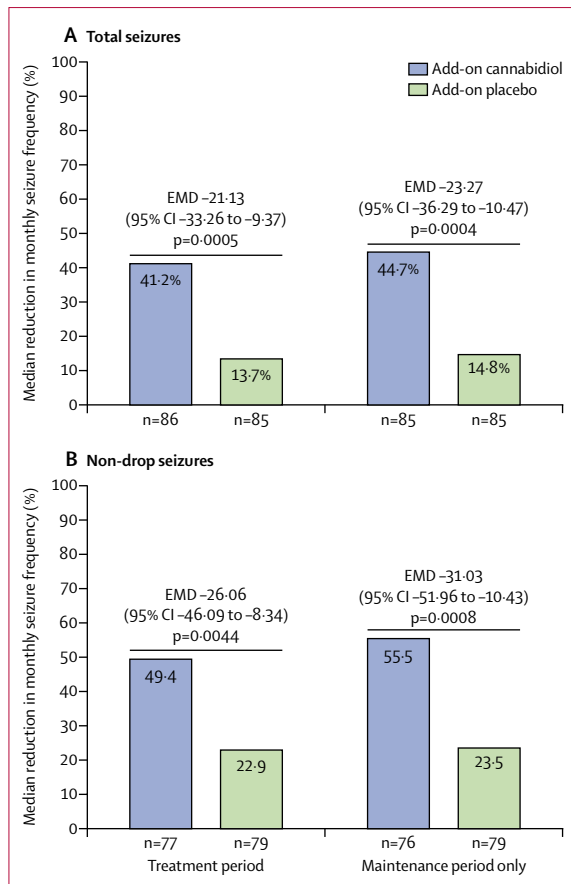 A Total seizures
Add-on cannabidiol
Add-on placebo
Median reduction in monthly seizure frequency (%)
100
90
80
70
60
50
40
30
20
10
0
EMD –21·13
(95% CI –33·26 to –9·37)
p=0·0005
41·2%
13·7%
EMD –23·27
(95% CI –36·29 to –10·47)
p=0·0004
44·7%
14·8%
n=86 n=85 n=85 n=85
B Non-drop seizures
Median reduction in monthly seizure frequency (%)
100
90
80
70
60
50
40
30
20
10
0
EMD –26·06
(95% CI –46·09 to –8·34)
p=0·0044
49·4
22·9
EMD –31·03
(95% CI –51·96 to –10·43)
p=0·0008
55·5
23·5
n=77 n=79 n=76 n=79
Treatment period Maintenance period only